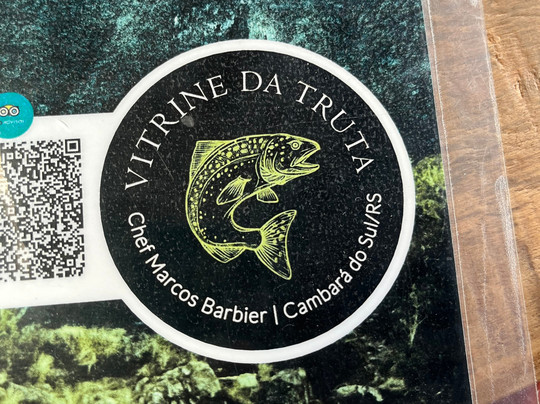 VITRINE DA TRUTA
Chef Marcos Barbier | Cambará do Sul/RS